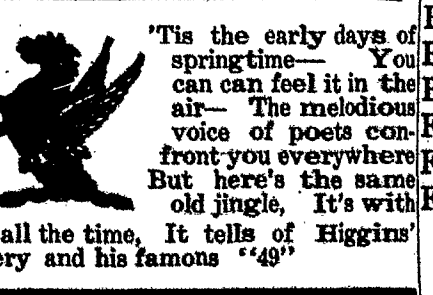 'Tis the early days of
springtime— You
can can feel it in the
air— The melodious
voice of poets con-
front you everywhere
But here's the same
old jingle, It's with
all the time, It tells of Higgins'
ery and his famons "49"